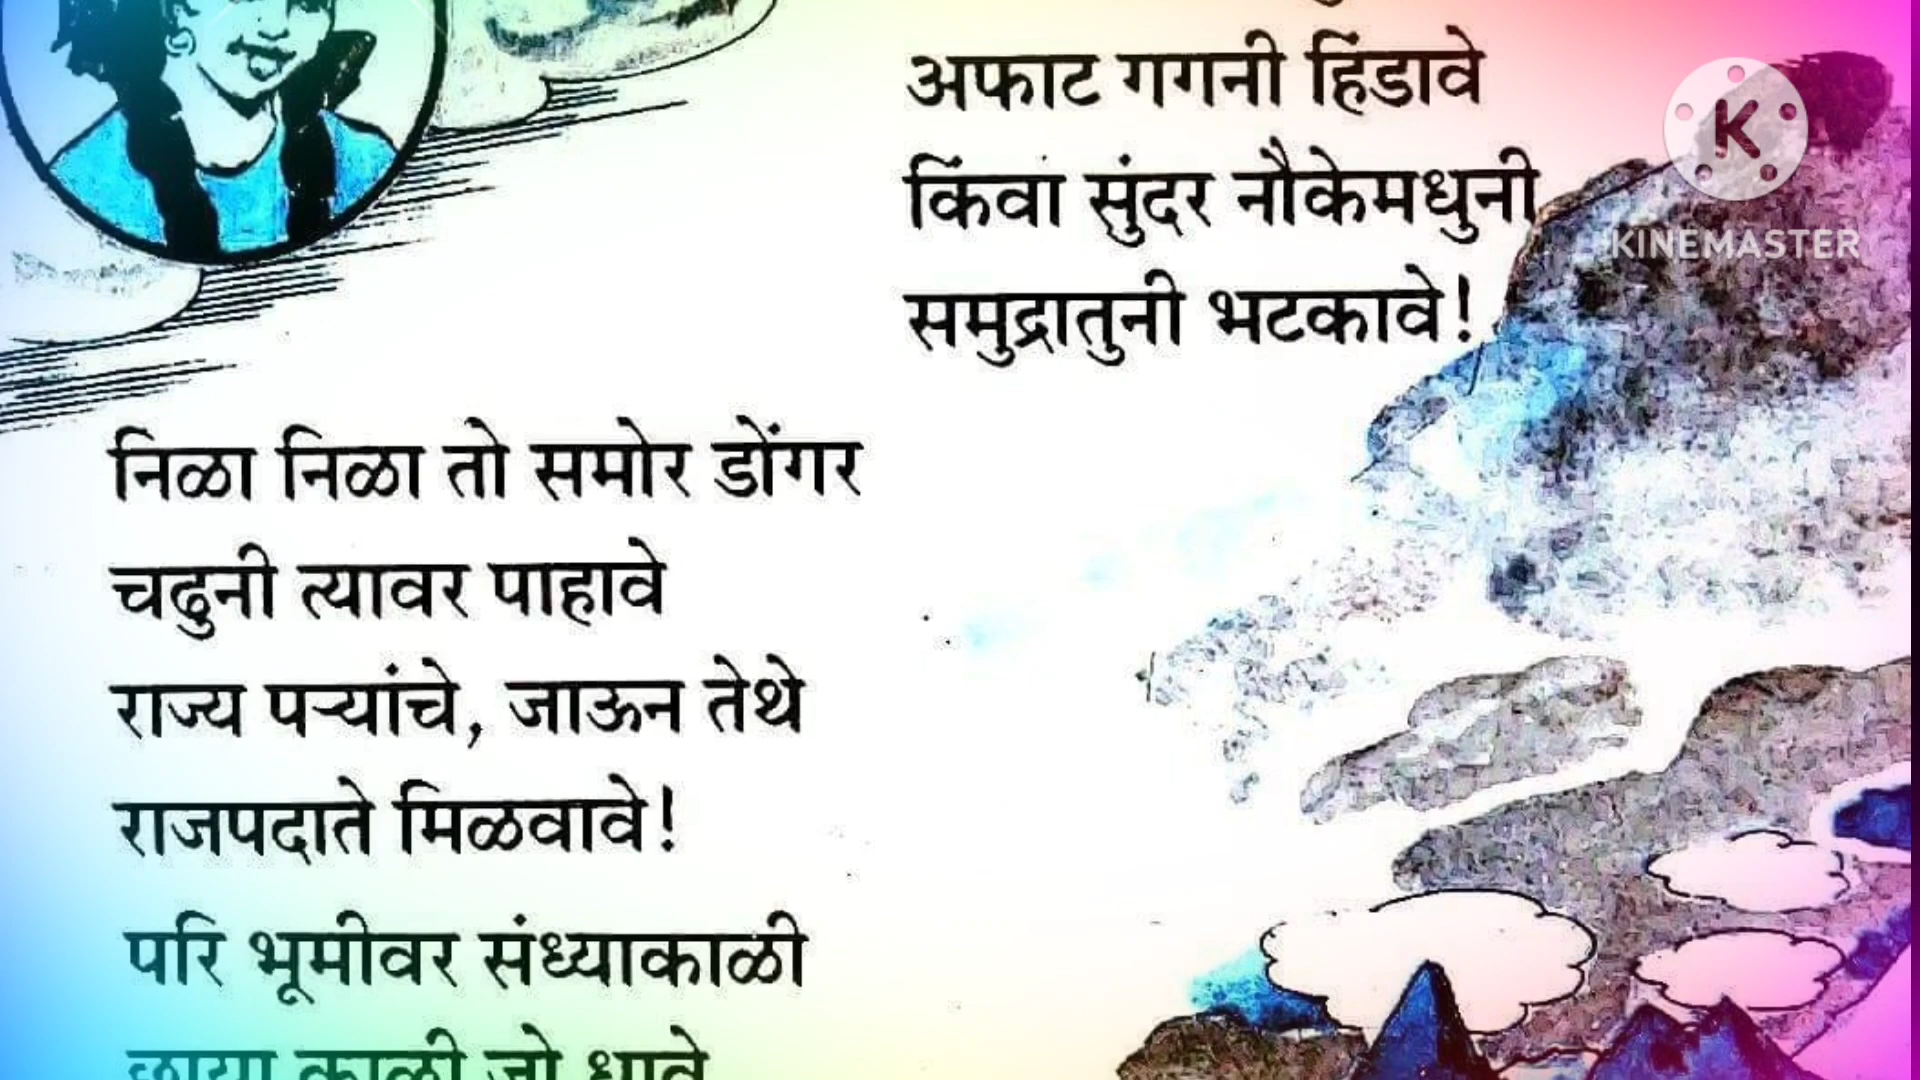 अफाट गगनी हिंडावे
किंवा सुंदर नौकेमधुनी
समुद्रातुनी भटकावे!
निळा निळा तो समोर डोंगर
चढुनी त्यावर पाहावे
राज्य पऱ्यांचे, जाऊन तेथे
राजपदाते मिळवावे!
परि भूमीवर संध्याकाळी
छाया काळी जो धावे
K
KINEMASTER